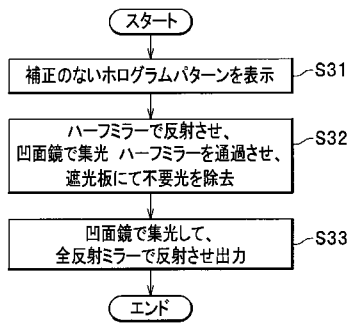 スタート
補正のないホログラムパターンを表示
S31
ハーフミラーで反射させ、
凹面鏡で集光 ハーフミラーを通過させ、
遮光板にて不要光を除去
S32
凹面鏡で集光して、
全反射ミラーで反射させ出力
S33
エンド